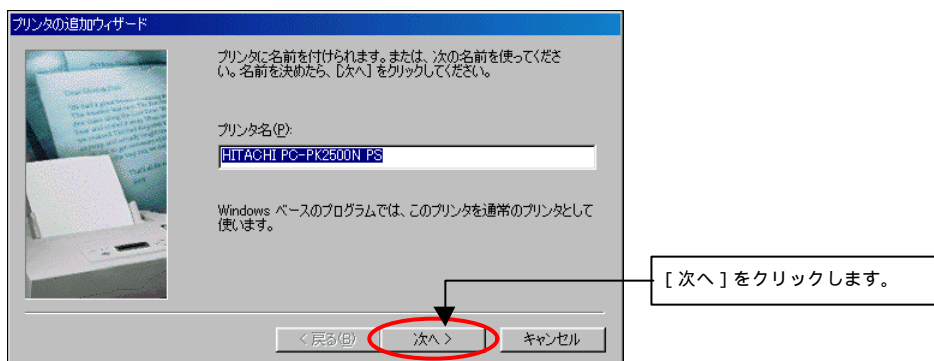 プリンタの追加ウィザード
プリンタに名前を付けられます。または、次の名前を使ってくださ
い。名前を決めたら、[次へ] をクリックしてください。
プリンタ名(P):
HITACHI PC-PK2500N PS
Windows ベースのプログラムでは、このプリンタを通常のプリンタとして
使います。
[ 次へ ] をクリックします。
< 戻る(B)
次へ >
キャンセル